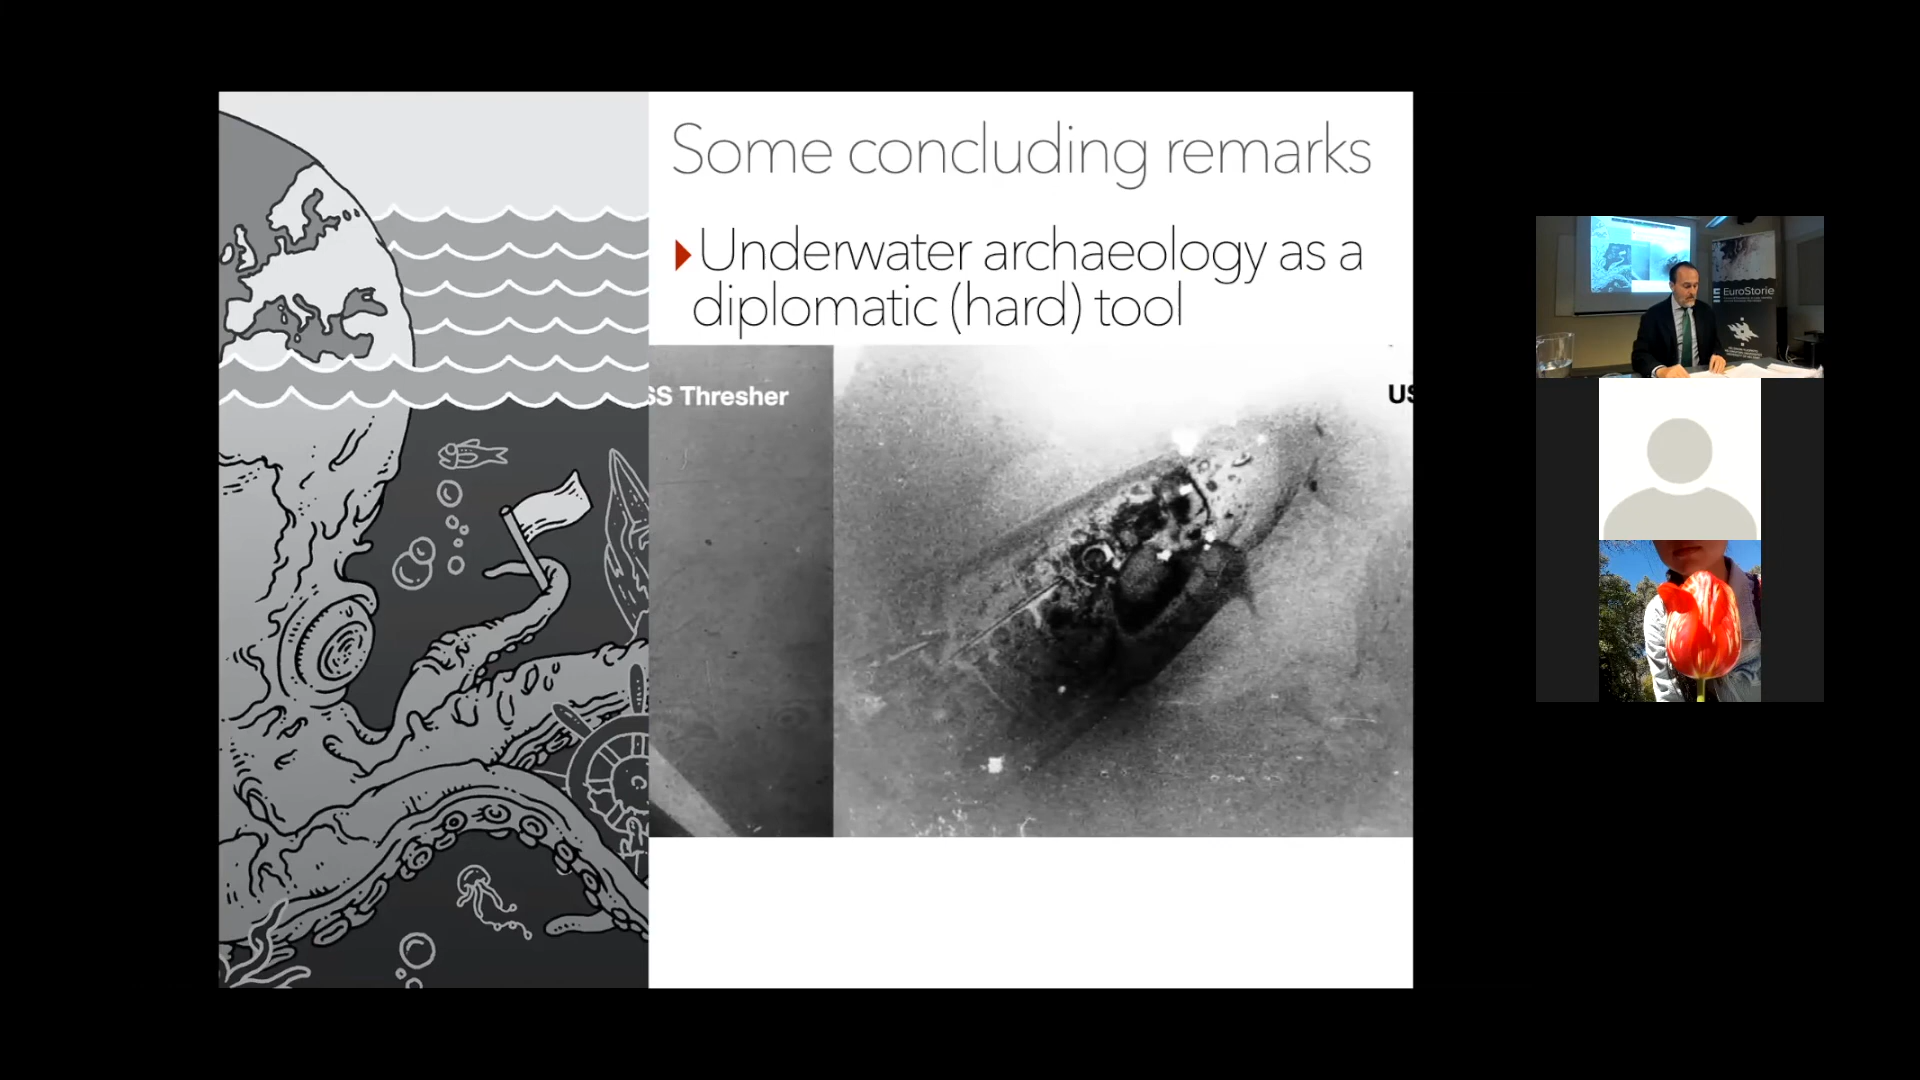 Some concluding remarks
Underwater archaeology as a
diplomatic (hard) tool
SS Thresher
US
EuroStorie